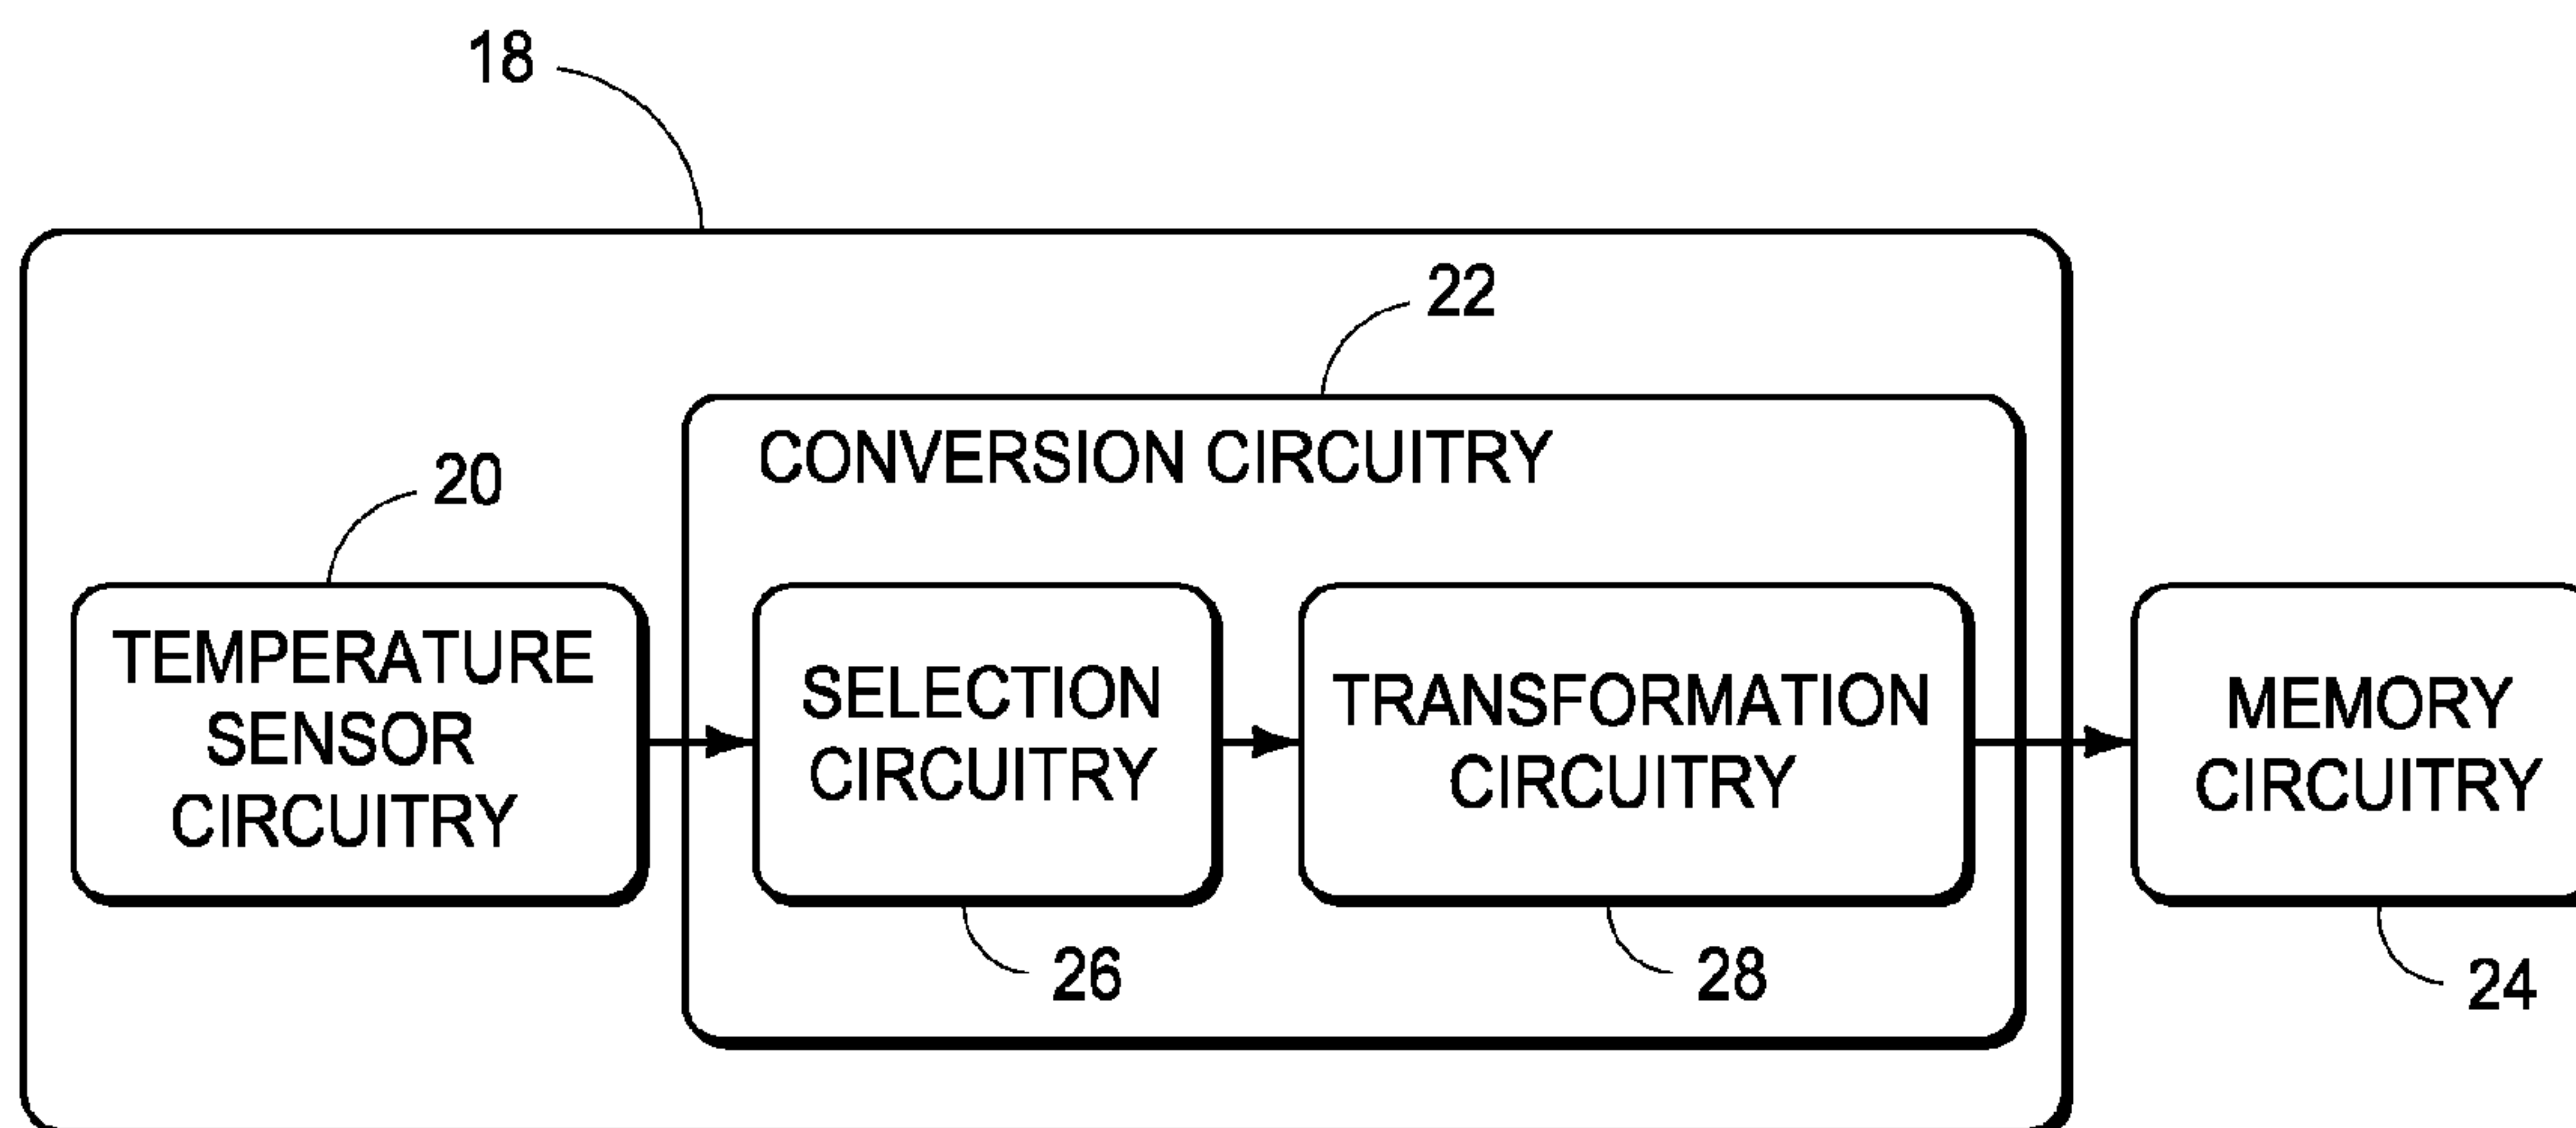 18
22
CONVERSION CIRCUITRY
20
TEMPERATURE
SENSOR
CIRCUITRY
SELECTION
CIRCUITRY
TRANSFORMATION
CIRCUITRY
MEMORY
CIRCUITRY
26
28
24